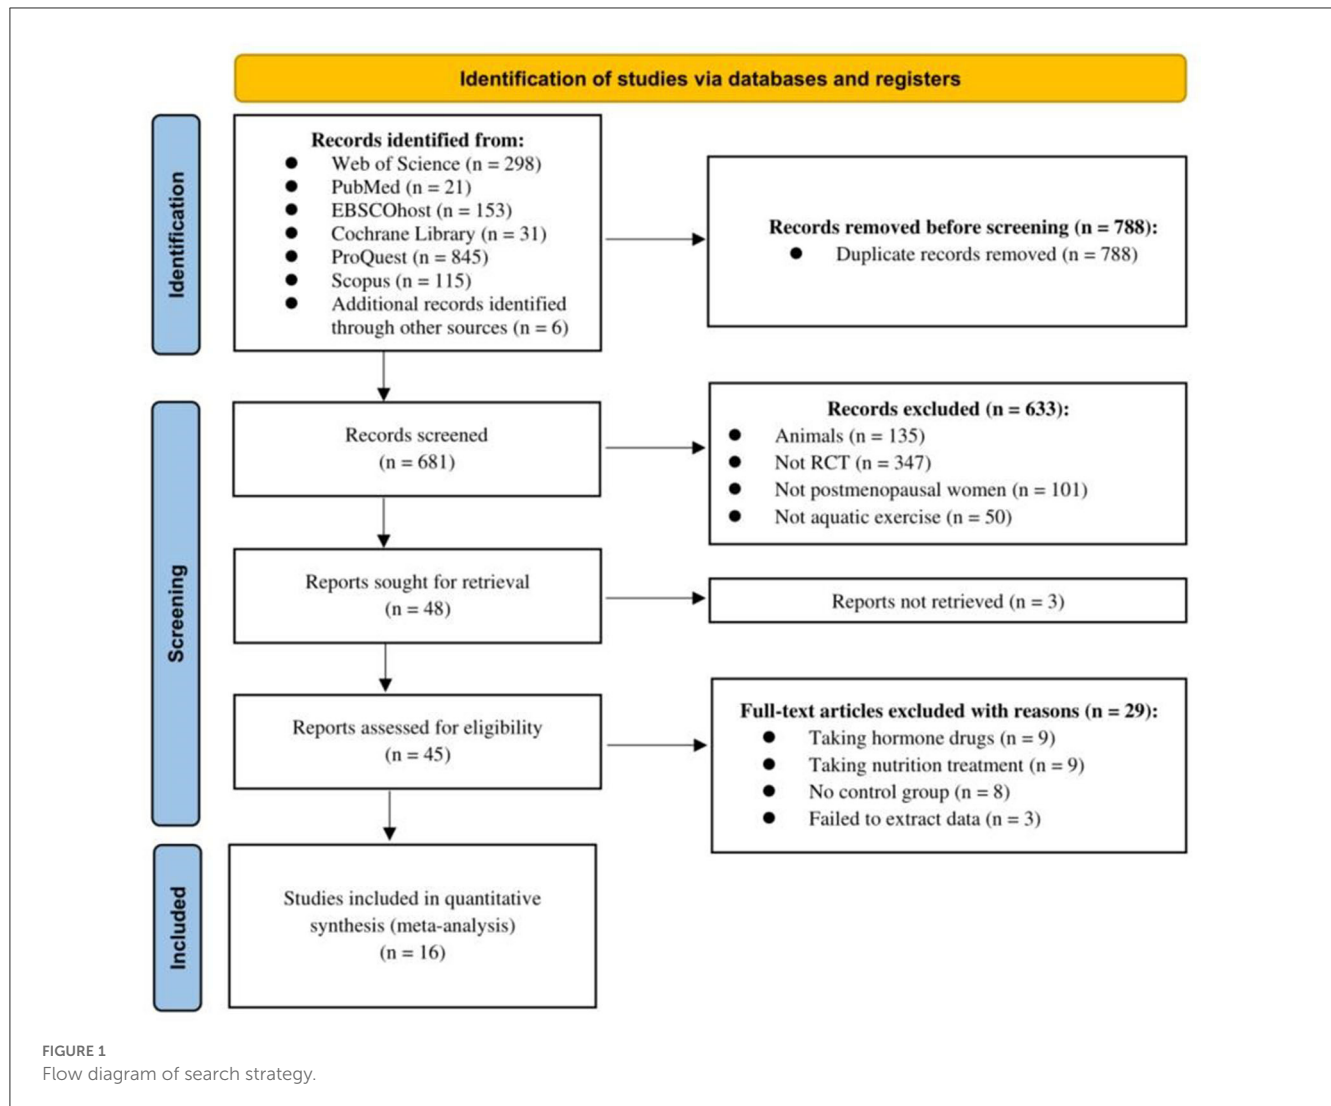 Identification of studies via databases and registers
Identification
Records identified from:
● Web of Science (n = 298)
● PubMed (n = 21)
● EBSCOhost (n = 153)
● Cochrane Library (n = 31)
● ProQuest (n = 845)
● Scopus (n = 115)
● Additional records identified
through other sources (n = 6)
Records removed before screening (n = 788):
● Duplicate records removed (n = 788)
Screening
Records screened
(n = 681)
Records excluded (n = 633):
● Animals (n = 135)
● Not RCT (n = 347)
● Not postmenopausal women (n = 101)
● Not aquatic exercise (n = 50)
Reports sought for retrieval
(n = 48)
Reports not retrieved (n = 3)
Reports assessed for eligibility
(n = 45)
Full-text articles excluded with reasons (n = 29):
● Taking hormone drugs (n = 9)
● Taking nutrition treatment (n = 9)
● No control group (n = 8)
● Failed to extract data (n = 3)
Included
Studies included in quantitative
synthesis (meta-analysis)
(n = 16)
FIGURE 1
Flow diagram of search strategy.